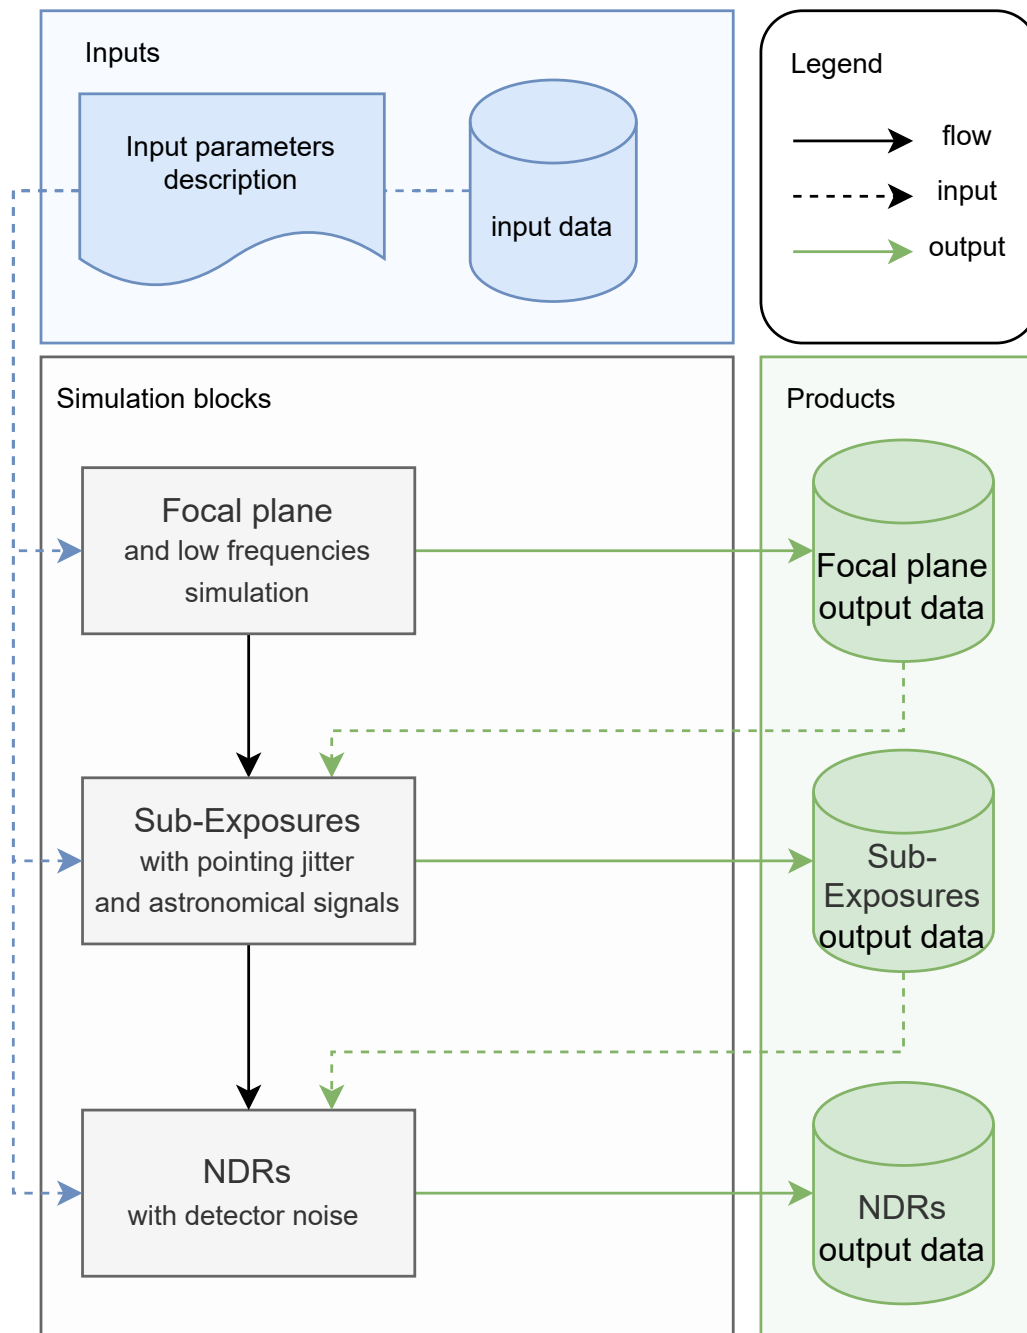 Inputs
Input parameters
description
input data
Legend
flow
input
output
Simulation blocks
Focal plane
and low frequencies
simulation
Sub-Exposures
with pointing jitter
and astronomical signals
NDRs
with detector noise
Products
Focal plane
output data
Sub-
Exposures
output data
NDRs
output data